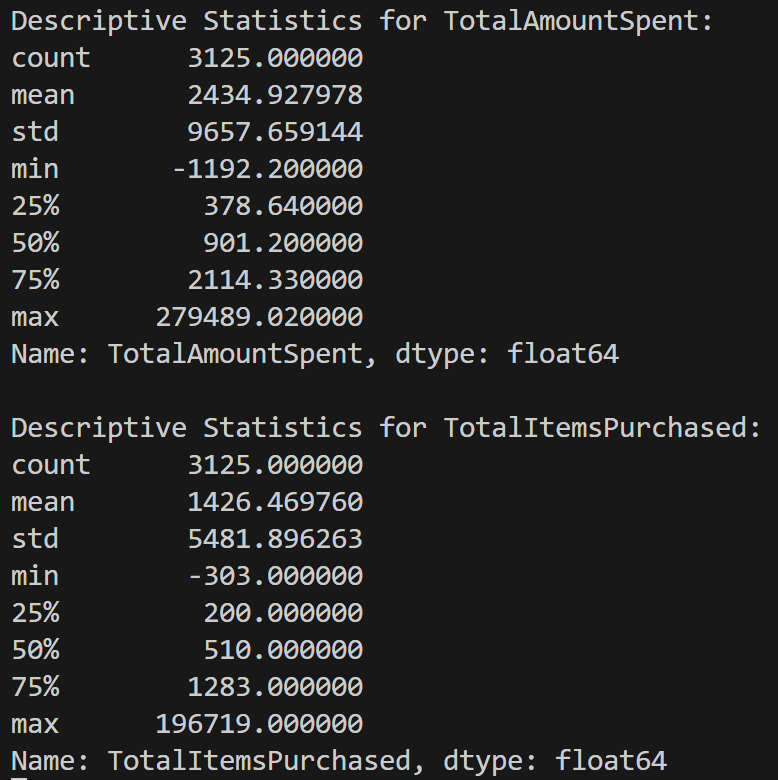 Descriptive Statistics for TotalAmountSpent:
count      3125.000000
mean       2434.927978
std        9657.659144
min       -1192.200000
25%         378.640000
50%         901.200000
75%        2114.330000
max      279489.020000
Name: TotalAmountSpent, dtype: float64

Descriptive Statistics for TotalItemsPurchased:
count      3125.000000
mean       1426.469760
std        5481.896263
min        -303.000000
25%         200.000000
50%         510.000000
75%        1283.000000
max      196719.000000
Name: TotalItemsPurchased, dtype: float64